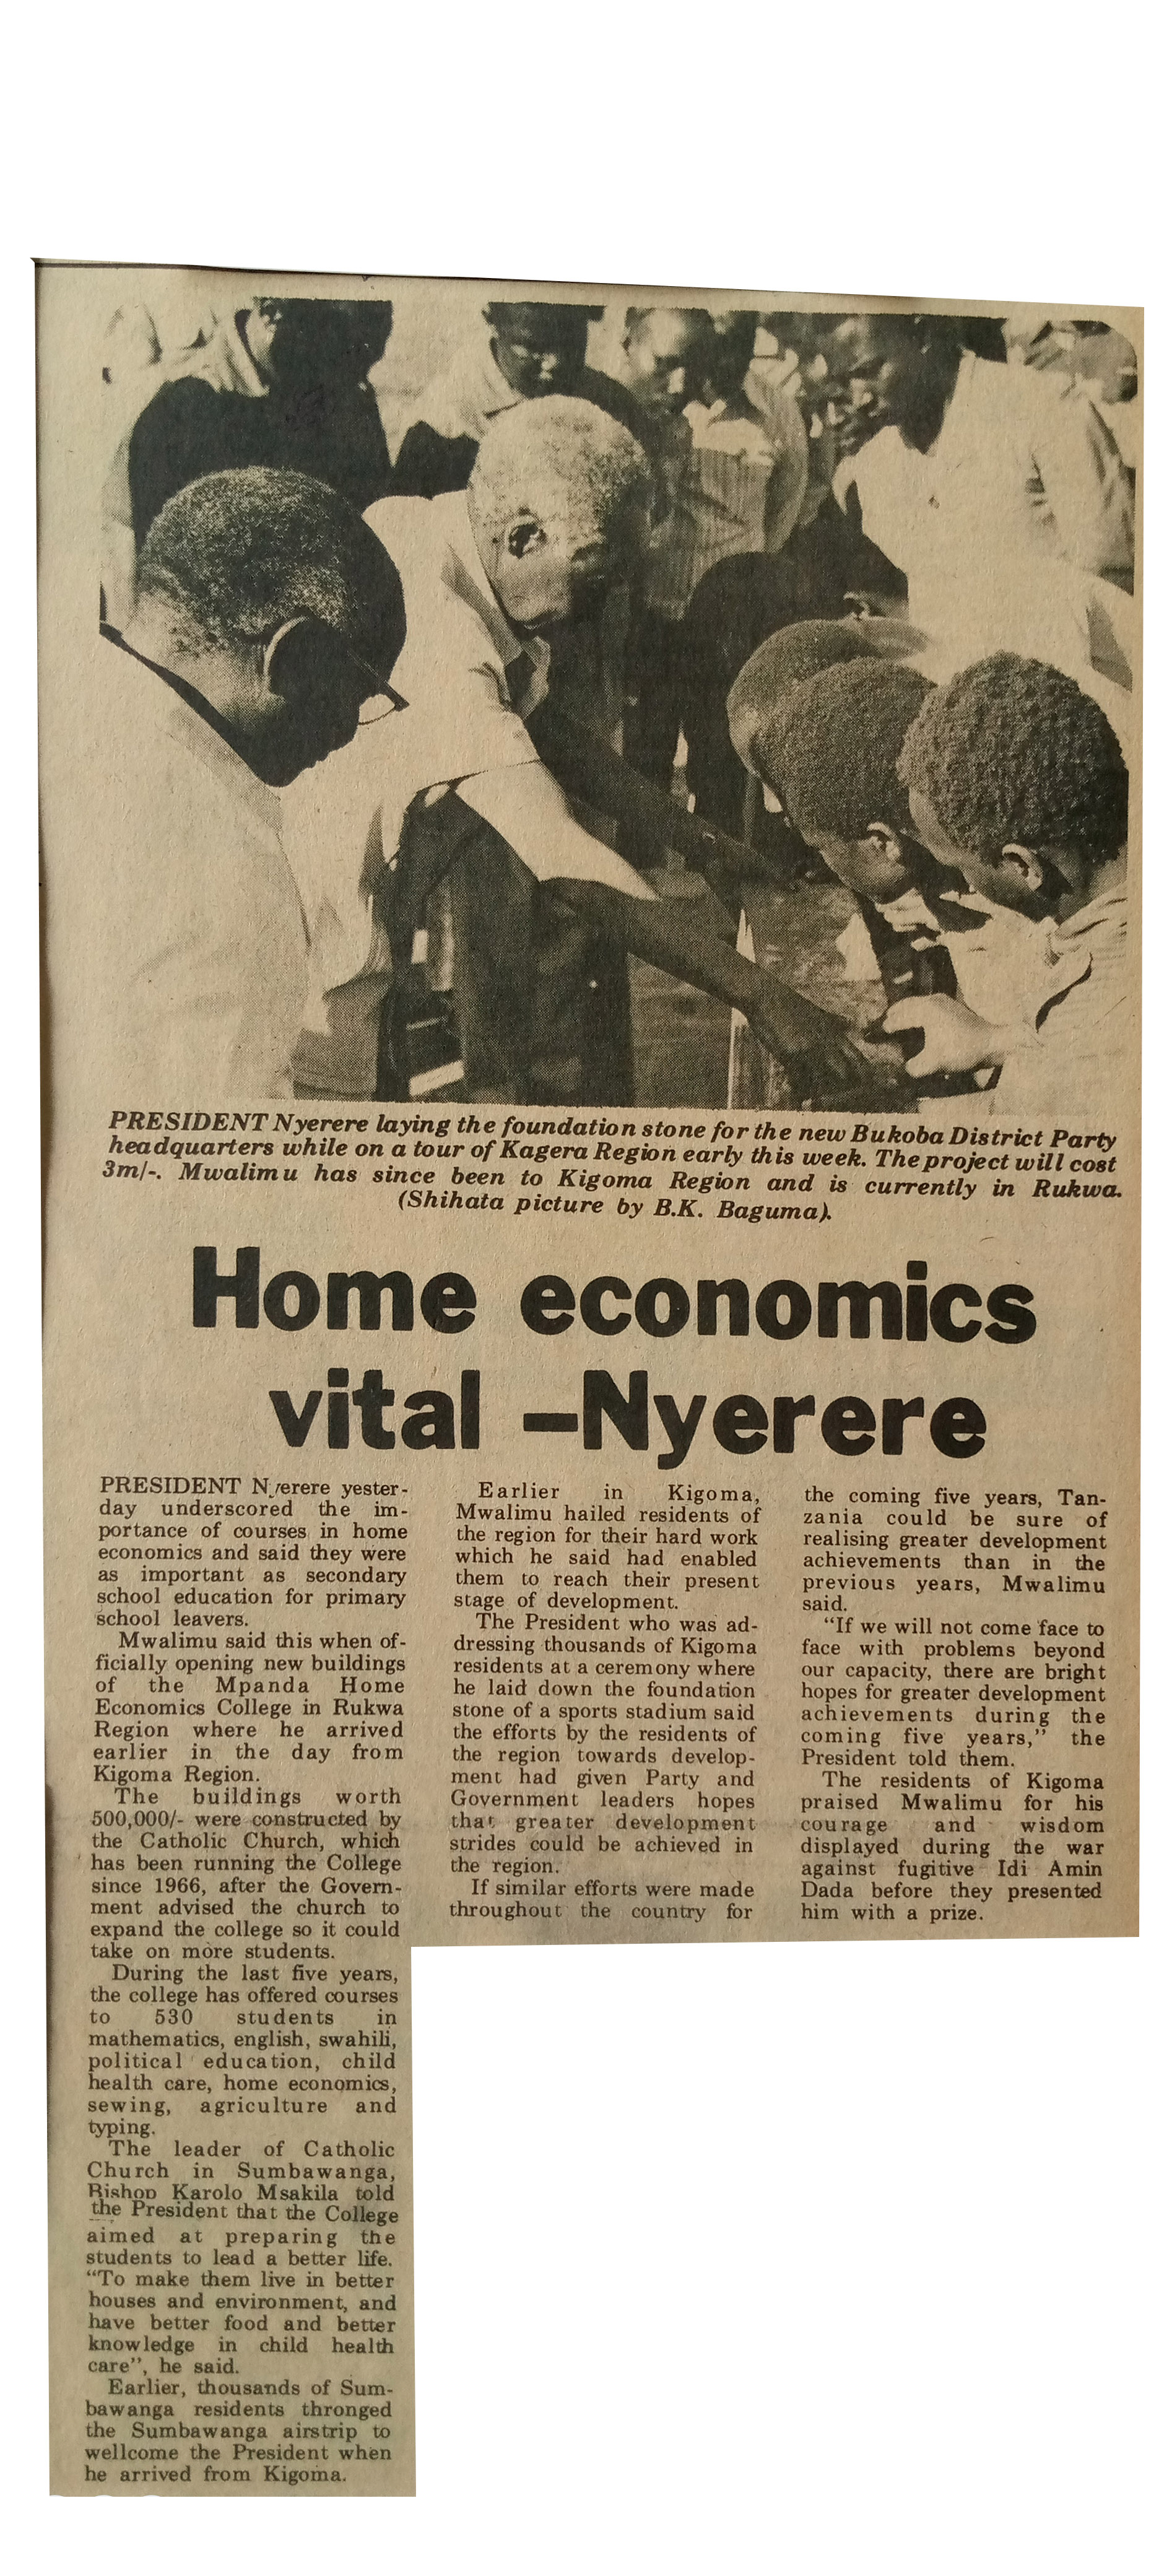 PRESIDENT Nyerere laying the foundation stone for the new Bukoba District Party
headquarters while on a tour of Kagera Region early this week. The project will cost
3m/-. Mwalimu has since been to Kigoma Region and is currently in Rukwa.
(Shihata picture by B.K. Baguma).
Home economics
vital –Nyerere
PRESIDENT Nyerere yester-
day underscored the im-
portance of courses in home
economics and said they were
as important as secondary
school education for primary
school leavers.
Mwalimu said this when of-
ficially opening new buildings
of the Mpanda Home
Economics College in Rukwa
Region where he arrived
earlier in the day from
Kigoma Region.
The buildings worth
500,000/- were constructed by
the Catholic Church, which
has been running the College
since 1966, after the Govern-
ment advised the church to
expand the college so it could
take on more students.
During the last five years,
the college has offered courses
to 530 students in
mathematics, english, swahili,
political education, child
health care, home economics,
sewing, agriculture and
typing.
The leader of Catholic
Church in Sumbawanga,
Bishop Karolo Msakila told
the President that the College
aimed at preparing the
students to lead a better life.
“To make them live in better
houses and environment, and
have better food and better
knowledge in child health
care”, he said.
Earlier, thousands of Sum-
bawanga residents thronged
the Sumbawanga airstrip to
wellcome the President when
he arrived from Kigoma.
Earlier in Kigoma,
Mwalimu hailed residents of
the region for their hard work
which he said had enabled
them to reach their present
stage of development.
The President who was ad-
dressing thousands of Kigoma
residents at a ceremony where
he laid down the foundation
stone of a sports stadium said
the efforts by the residents of
the region towards develop-
ment had given Party and
Government leaders hopes
that greater development
strides could be achieved in
the region.
If similar efforts were made
throughout the country for
the coming five years, Tan-
zania could be sure of
realising greater development
achievements than in the
previous years, Mwalimu
said.
“If we will not come face to
face with problems beyond
our capacity, there are bright
hopes for greater development
achievements during the
coming five years,” the
President told them.
The residents of Kigoma
praised Mwalimu for his
courage and wisdom
displayed during the war
against fugitive Idi Amin
Dada before they presented
him with a prize.